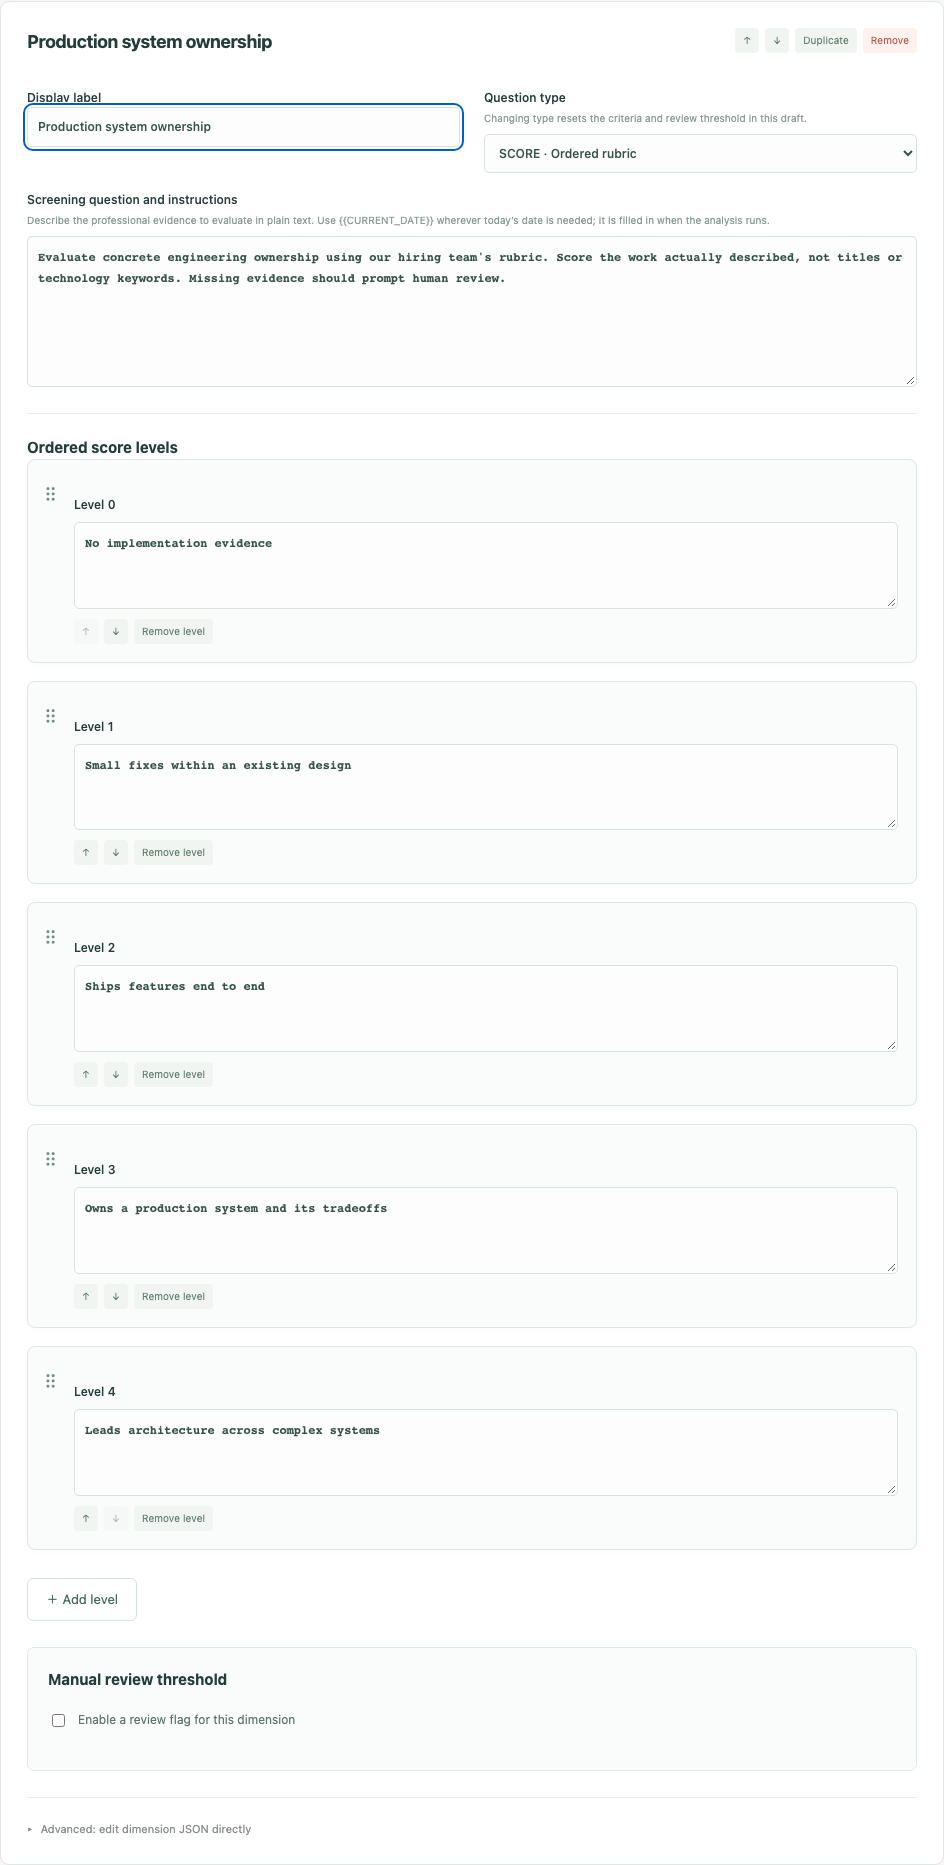 Production system ownership
↑ ↓ Duplicate Remove
Display label
Production system ownership
Question type
Changing type resets the criteria and review threshold in this draft.
SCORE · Ordered rubric
Screening question and instructions
Describe the professional evidence to evaluate in plain text. Use {{CURRENT_DATE}} wherever today's date is needed; it is filled in when the analysis runs.
Evaluate concrete engineering ownership using our hiring team's rubric. Score the work actually described, not titles or
technology keywords. Missing evidence should prompt human review.
Ordered score levels
Level 0
No implementation evidence
↑ ↓ Remove level
Level 1
Small fixes within an existing design
↑ ↓ Remove level
Level 2
Ships features end to end
↑ ↓ Remove level
Level 3
Owns a production system and its tradeoffs
↑ ↓ Remove level
Level 4
Leads architecture across complex systems
↑ ↓ Remove level
+ Add level
Manual review threshold
Enable a review flag for this dimension
▸ Advanced: edit dimension JSON directly